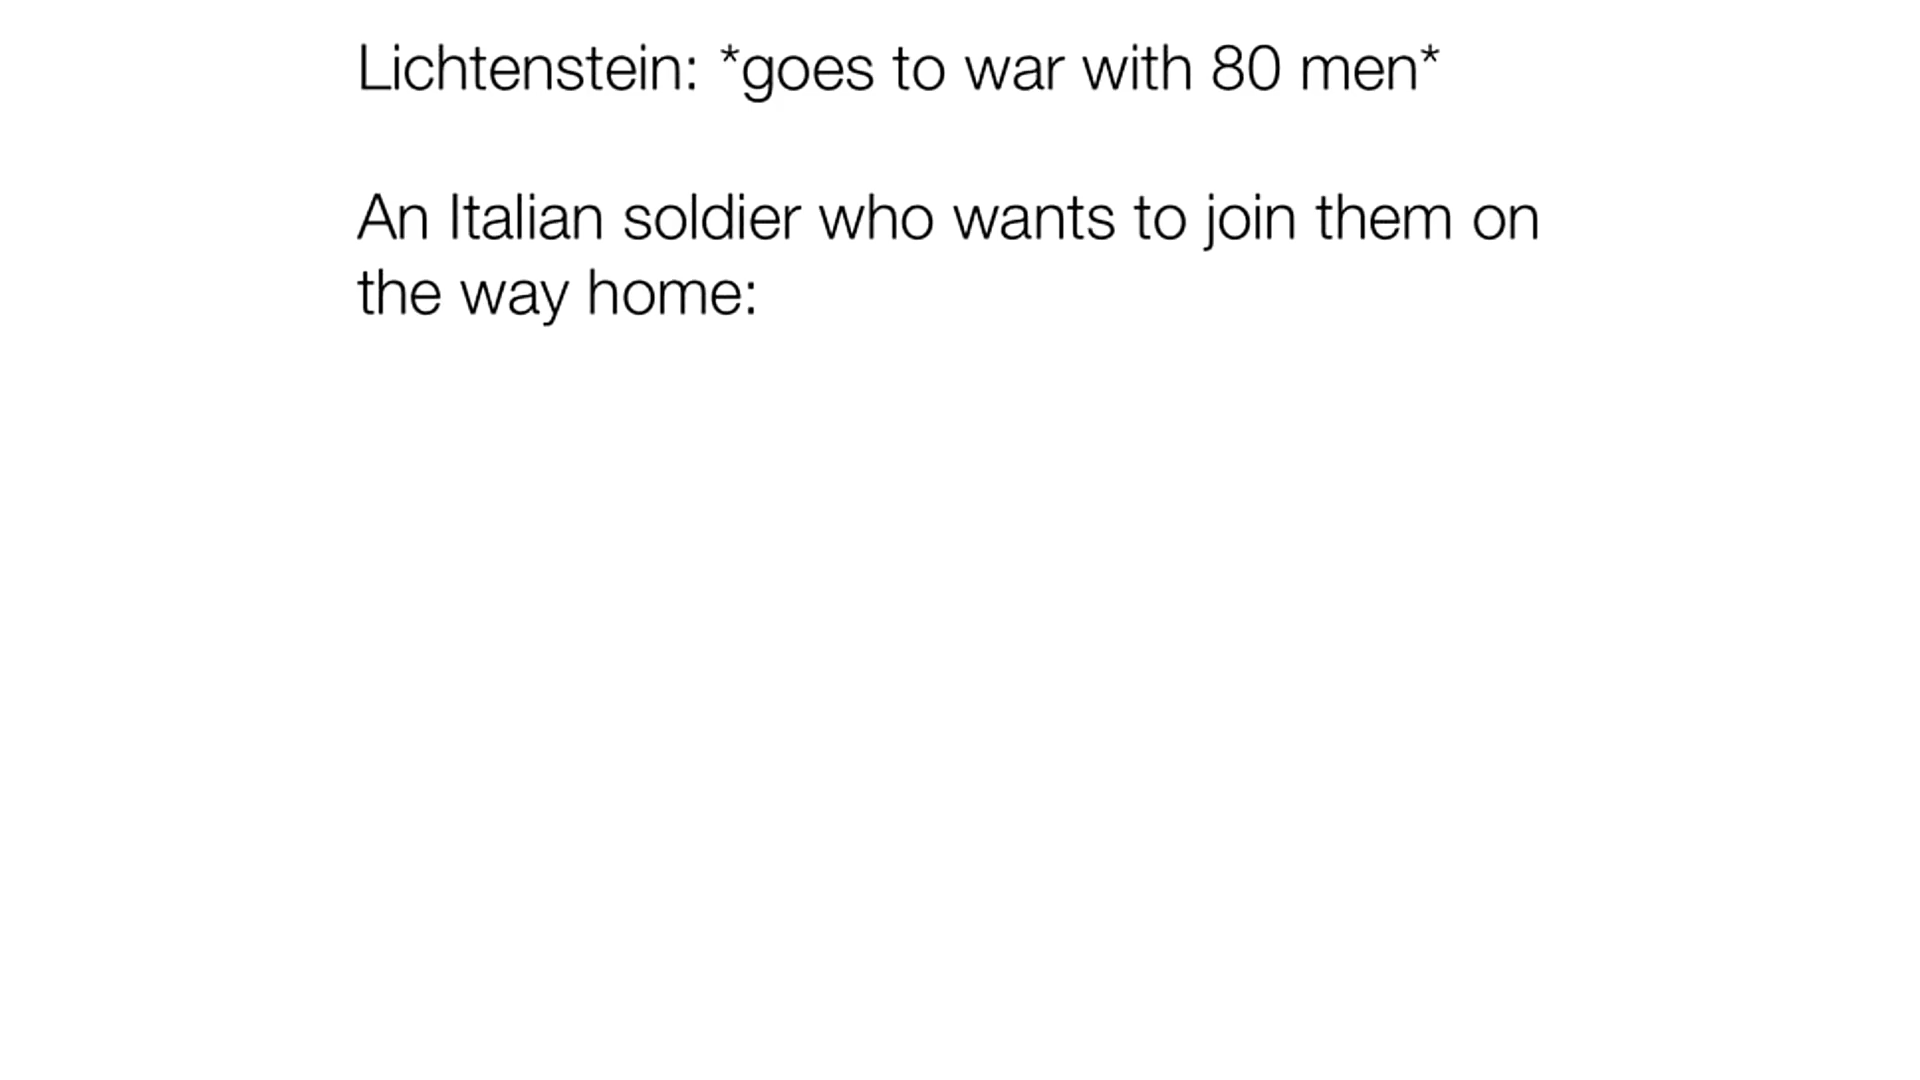 Lichtenstein: *goes to war with 80 men*
An Italian soldier who wants to join them on
the way home: